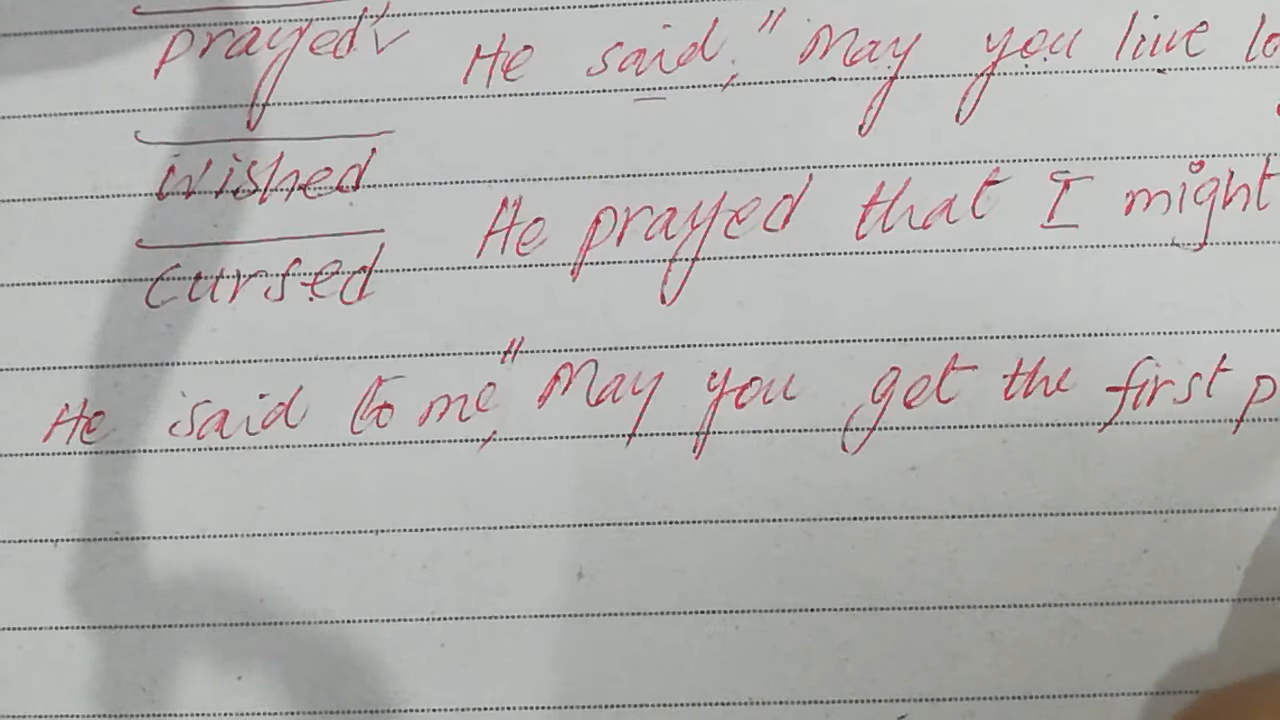 prayed✓ He said, "May you live
wished
He prayed that I might
cursed
He said to me, "May you get the first